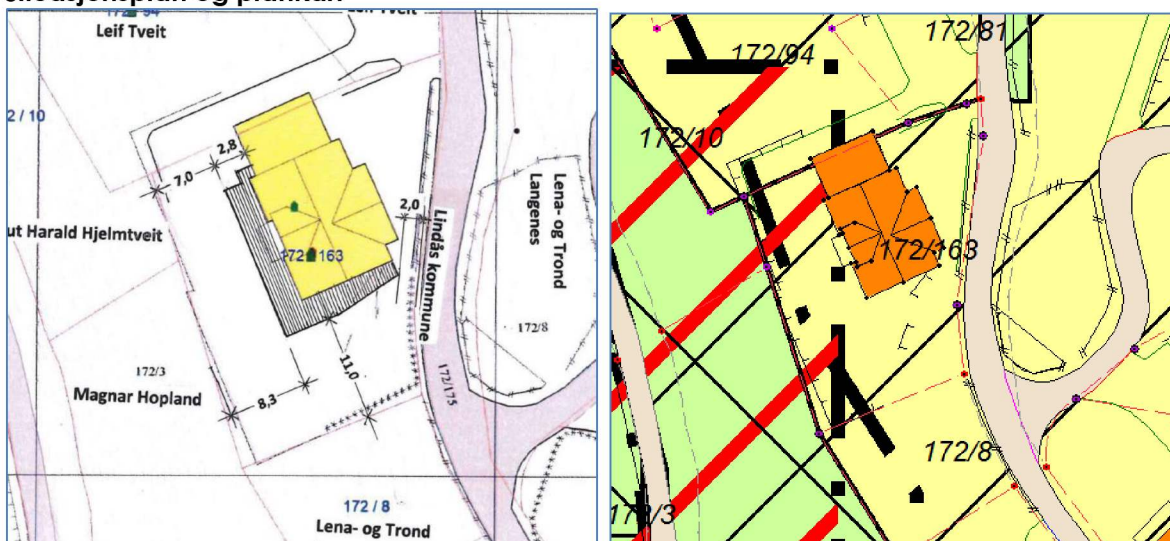 172 / 94
Leif Tveit
2 / 10
2,8
7,0
2,0
Lindås kommune
Lena- og Trond
Langenes
ut Harald Hjelmtveit
172 163
172/8
172/3
11,0
172/175
Magnar Hopland
8,3
172 / 8
Lena- og Trond
172/94
172/81
172/10
172/163
172/8
172/3